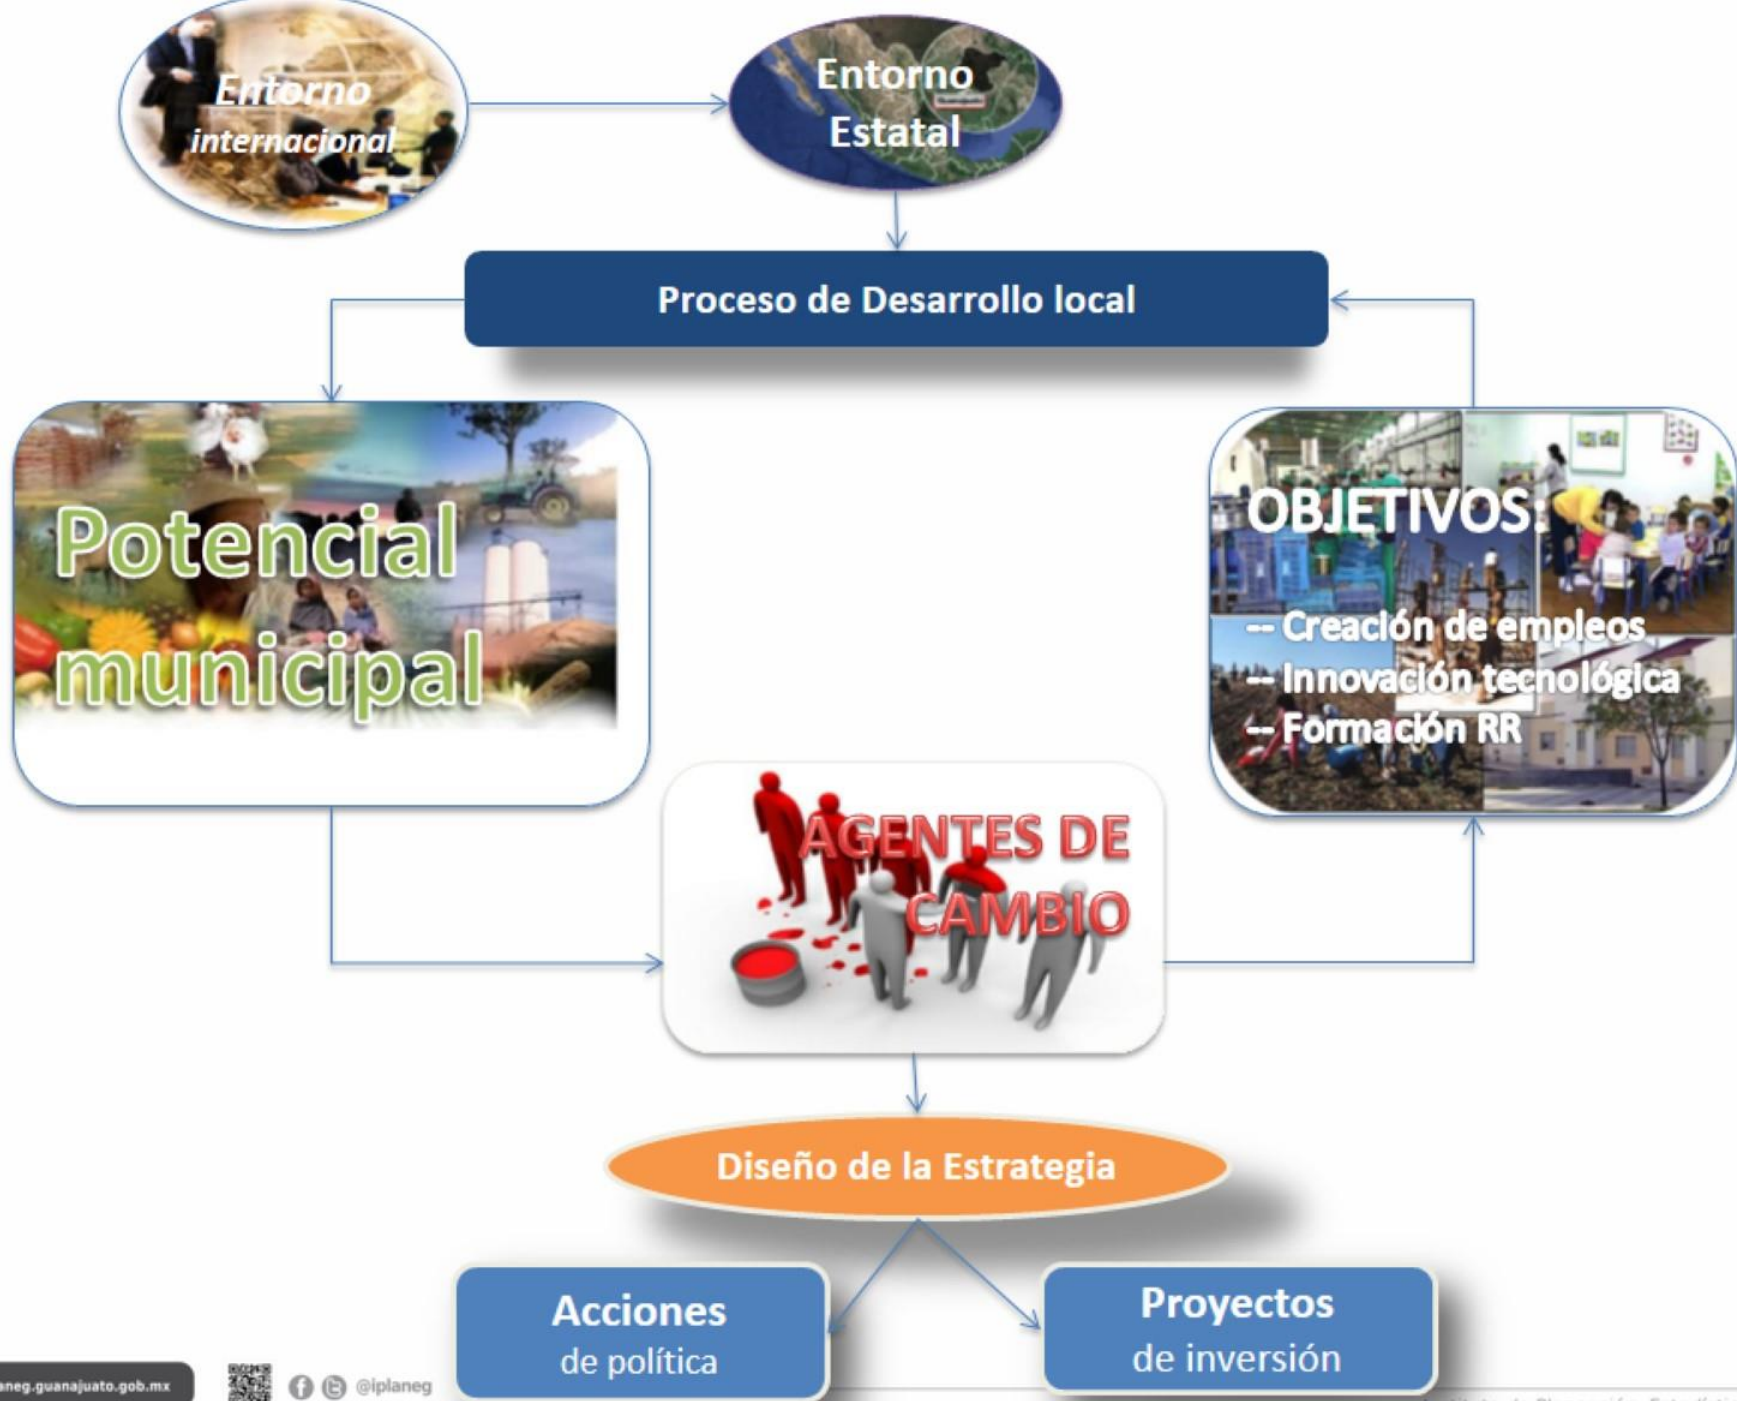 Entorno
internacional
Entorno
Estatal
Proceso de Desarrollo local
Potencial
municipal
OBJETIVOS:
-- Creación de empleos
-- Innovación tecnológica
-- Formación RR
AGENTES DE
CAMBIO
Diseño de la Estrategia
Acciones
de política
Proyectos
de inversión
aneg.guanajuato.gob.mx
@iplaneg